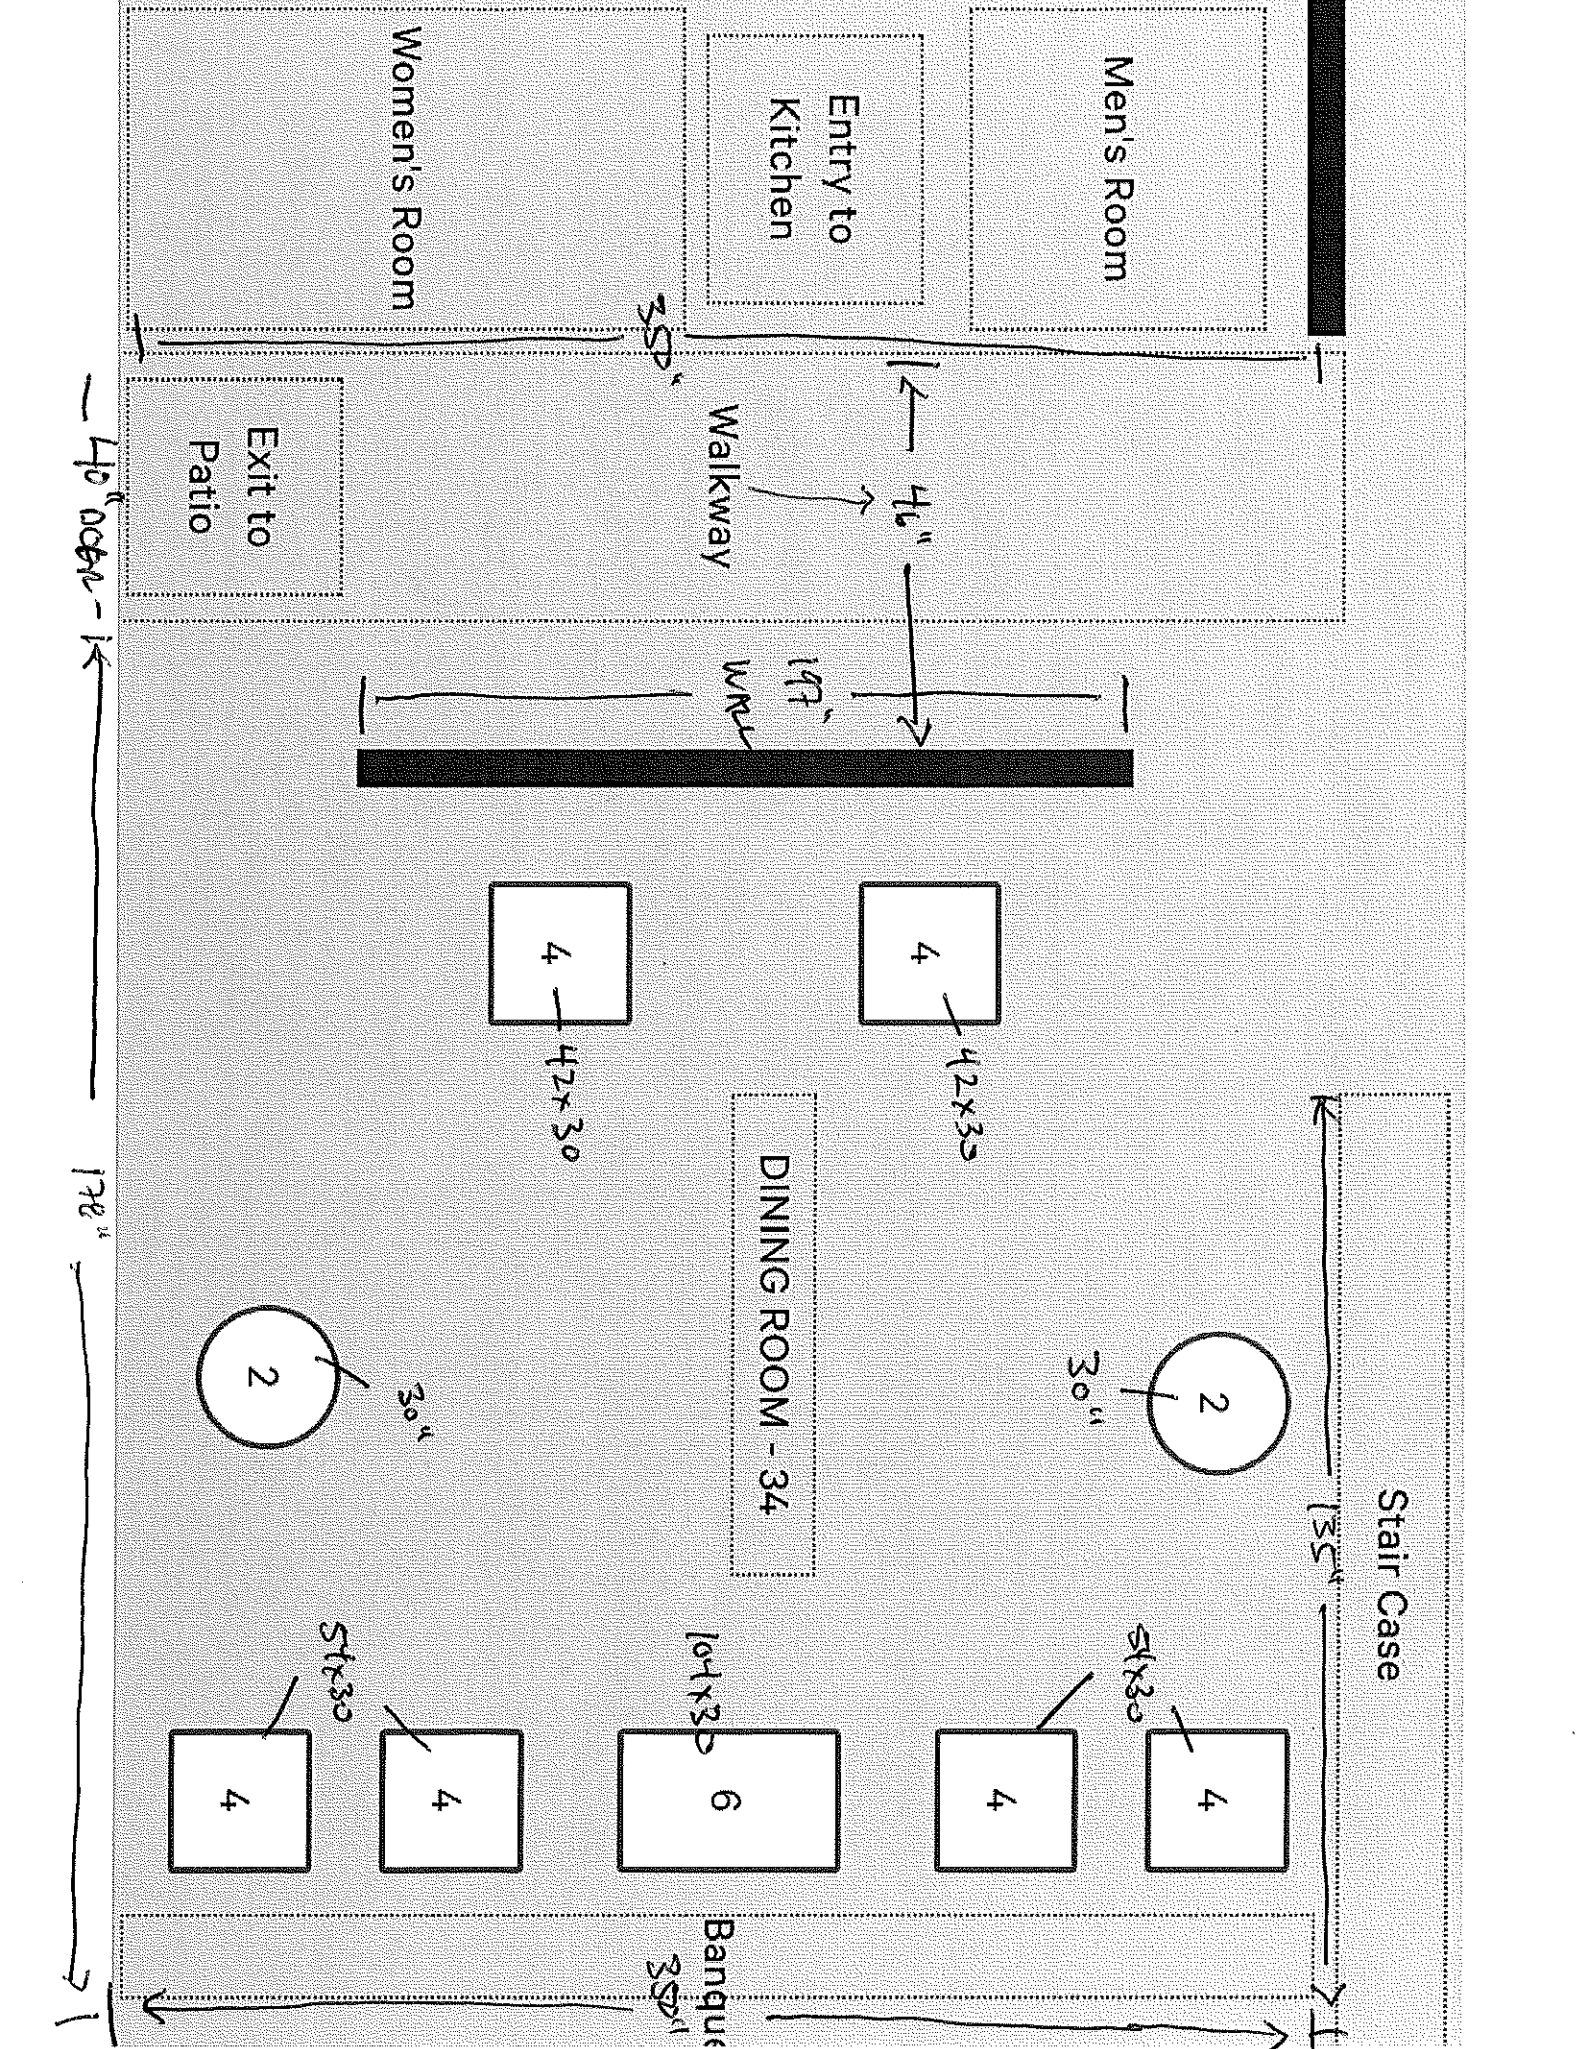 Women's Room
Entry to
Kitchen
Men's Room
350"
Exit to
Patio
Walkway
46"
40" DOOR
197"
WALL
4
4
42x30
42x30
DINING ROOM - 34
178"
2
30"
30"
2
135"
Stair Case
54x30
104x30
54x30
4
4
6
4
4
Banque
350"